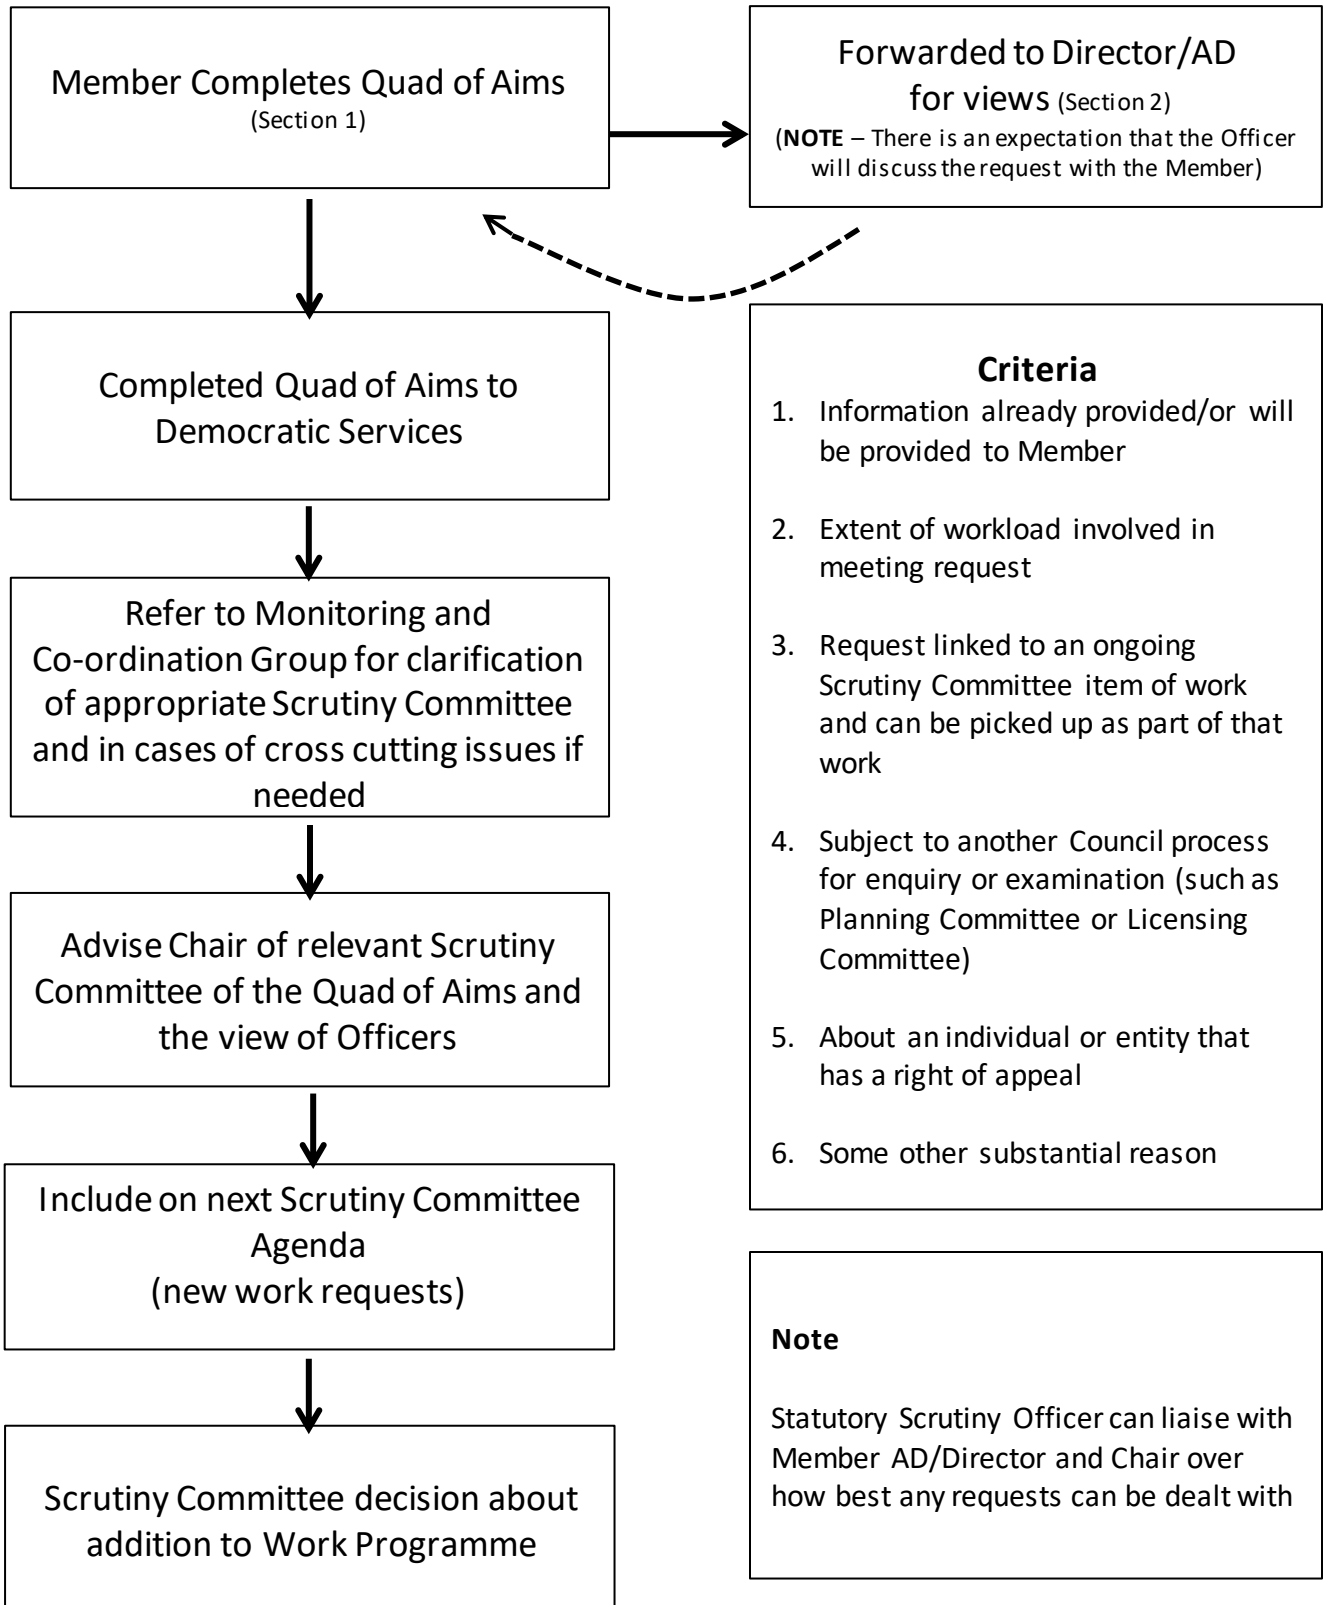 Member Completes Quad of Aims
(Section 1)
Forwarded to Director/AD
for views (Section 2)
(NOTE – There is an expectation that the Officer
will discuss the request with the Member)
Completed Quad of Aims to
Democratic Services
Refer to Monitoring and
Co-ordination Group for clarification
of appropriate Scrutiny Committee
and in cases of cross cutting issues if
needed
Advise Chair of relevant Scrutiny
Committee of the Quad of Aims and
the view of Officers
Include on next Scrutiny Committee
Agenda
(new work requests)
Scrutiny Committee decision about
addition to Work Programme
Criteria
1. Information already provided/or will
be provided to Member
2. Extent of workload involved in
meeting request
3. Request linked to an ongoing
Scrutiny Committee item of work
and can be picked up as part of that
work
4. Subject to another Council process
for enquiry or examination (such as
Planning Committee or Licensing
Committee)
5. About an individual or entity that
has a right of appeal
6. Some other substantial reason
Note
Statutory Scrutiny Officer can liaise with
Member AD/Director and Chair over
how best any requests can be dealt with